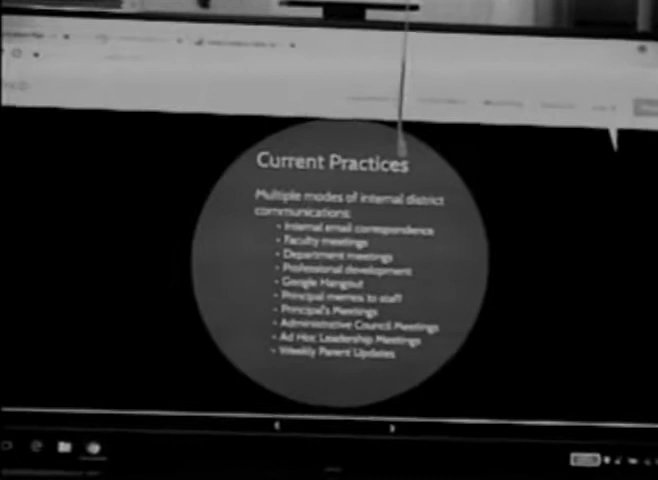 Current Practices
Multiple modes of internal district
communications:
• Internal email correspondence
• Faculty meetings
• Department meetings
• Professional development
• Google Hangout
• Principal memos to staff
• Principal's Meetings
• Administrative Council Meetings
• Ad Hoc Leadership Meetings
• Weekly Parent Updates